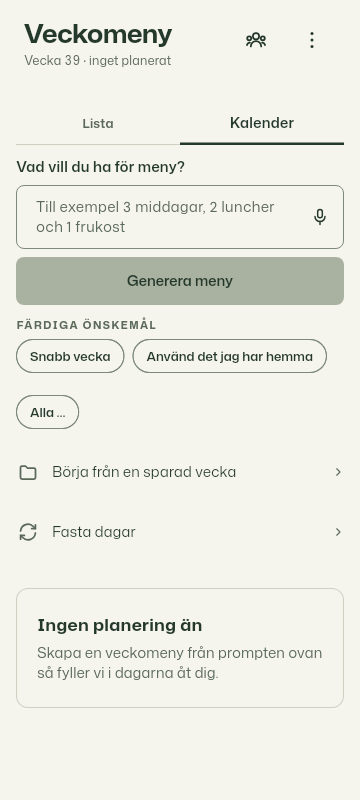 Veckomeny
Vecka 39 · inget planerat
Lista
Kalender
Vad vill du ha för meny?
Till exempel 3 middagar, 2 luncher
och 1 frukost
Generera meny
FÄRDIGA ÖNSKEMÅL
Snabb vecka
Använd det jag har hemma
Alla ...
Börja från en sparad vecka
Fasta dagar
Ingen planering än
Skapa en veckomeny från prompten ovan
så fyller vi i dagarna åt dig.